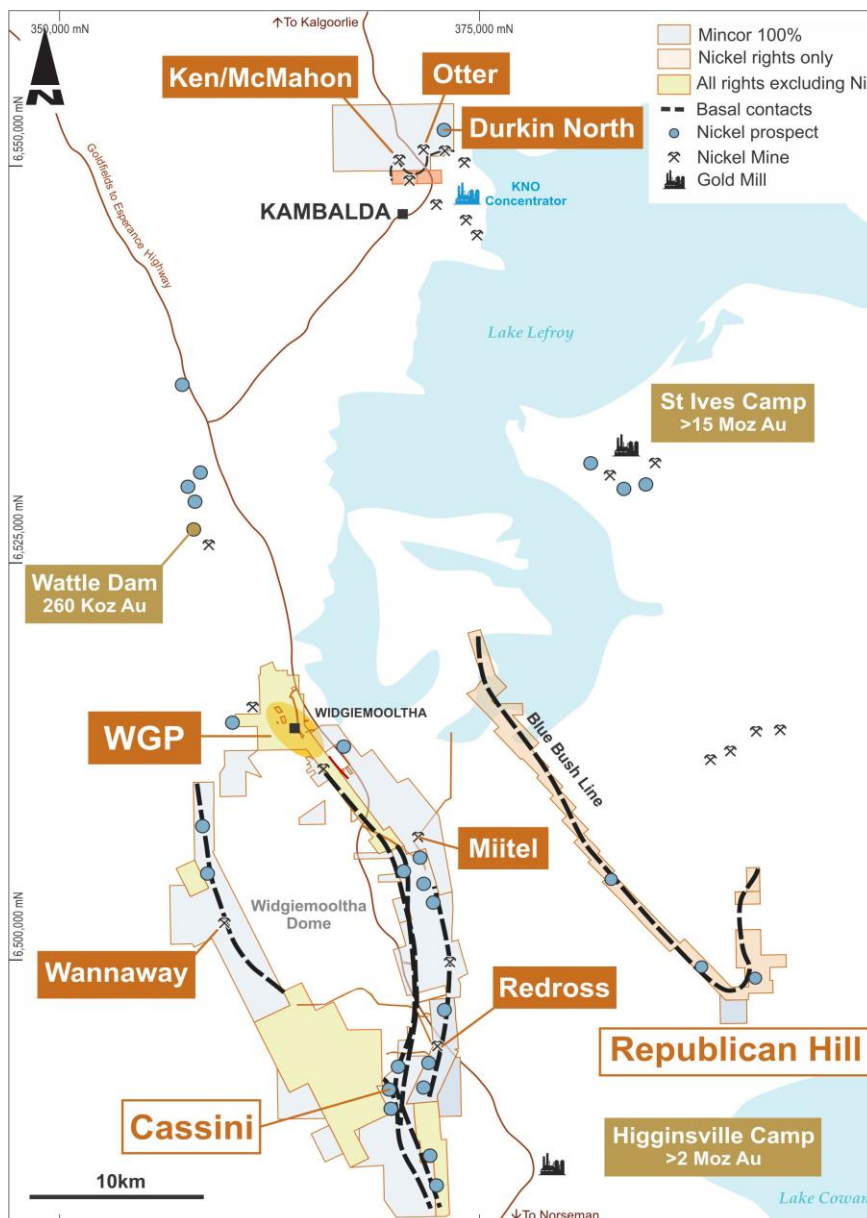 350,000 mN
↑To Kalgoorlie
375,000 mN
Mincor 100%
Nickel rights only
All rights excluding Ni
Basal contacts
Nickel prospect
Nickel Mine
Gold Mill
N
Ken/McMahon
Otter
Durkin North
6,550,000 mN
Goldfields to Esperance Highway
KNO
Concentrator
KAMBALDA
Lake Lefroy
St Ives Camp
>15 Moz Au
6,525,000 mN
Wattle Dam
260 Koz Au
WIDGIEMOOLTHA
WGP
Blue Bush Line
Miitel
Widgiemooltha
Dome
6,500,000 mN
Wannaway
Redross
Republican Hill
Cassini
Higginsville Camp
>2 Moz Au
10km
Lake Cowan
↓To Norseman